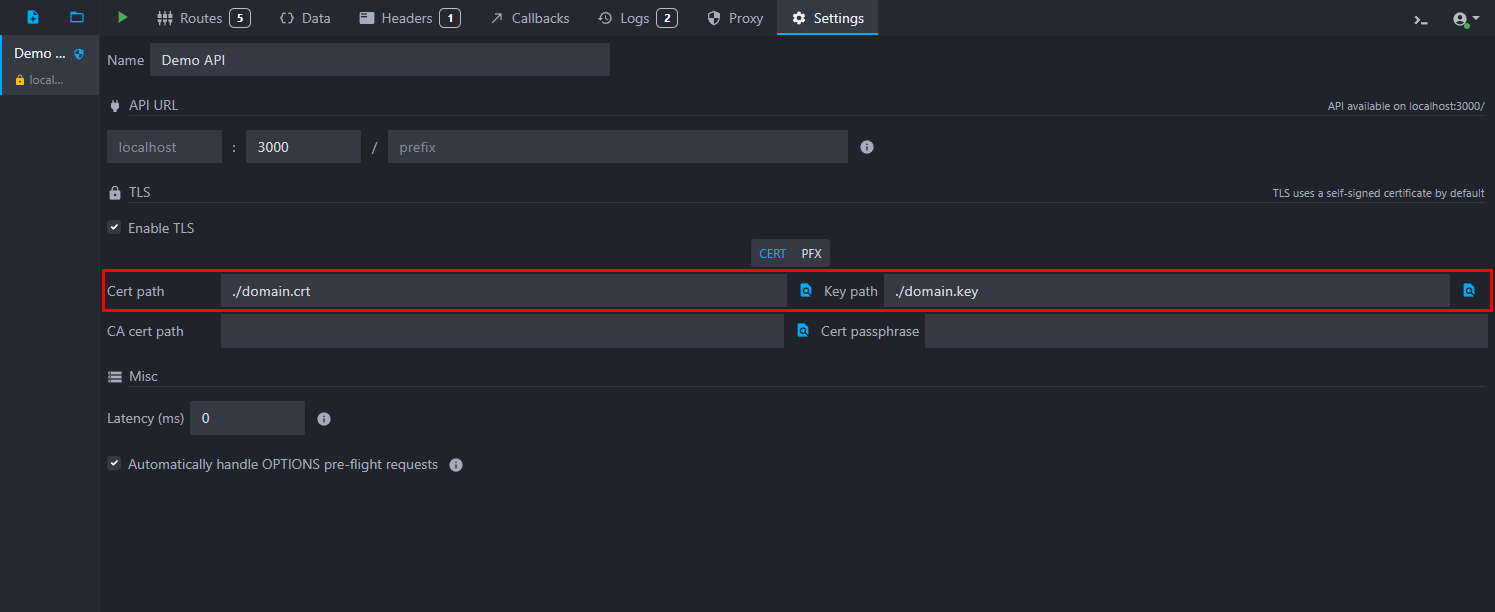 Routes 5 Data Headers 1 Callbacks Logs 2 Proxy Settings
Demo ...
local...
Name Demo API
API URL API available on localhost:3000/
localhost : 3000 / prefix
TLS TLS uses a self-signed certificate by default
Enable TLS
CERT PFX
Cert path ./domain.crt Key path ./domain.key
CA cert path Cert passphrase
Misc
Latency (ms) 0
Automatically handle OPTIONS pre-flight requests